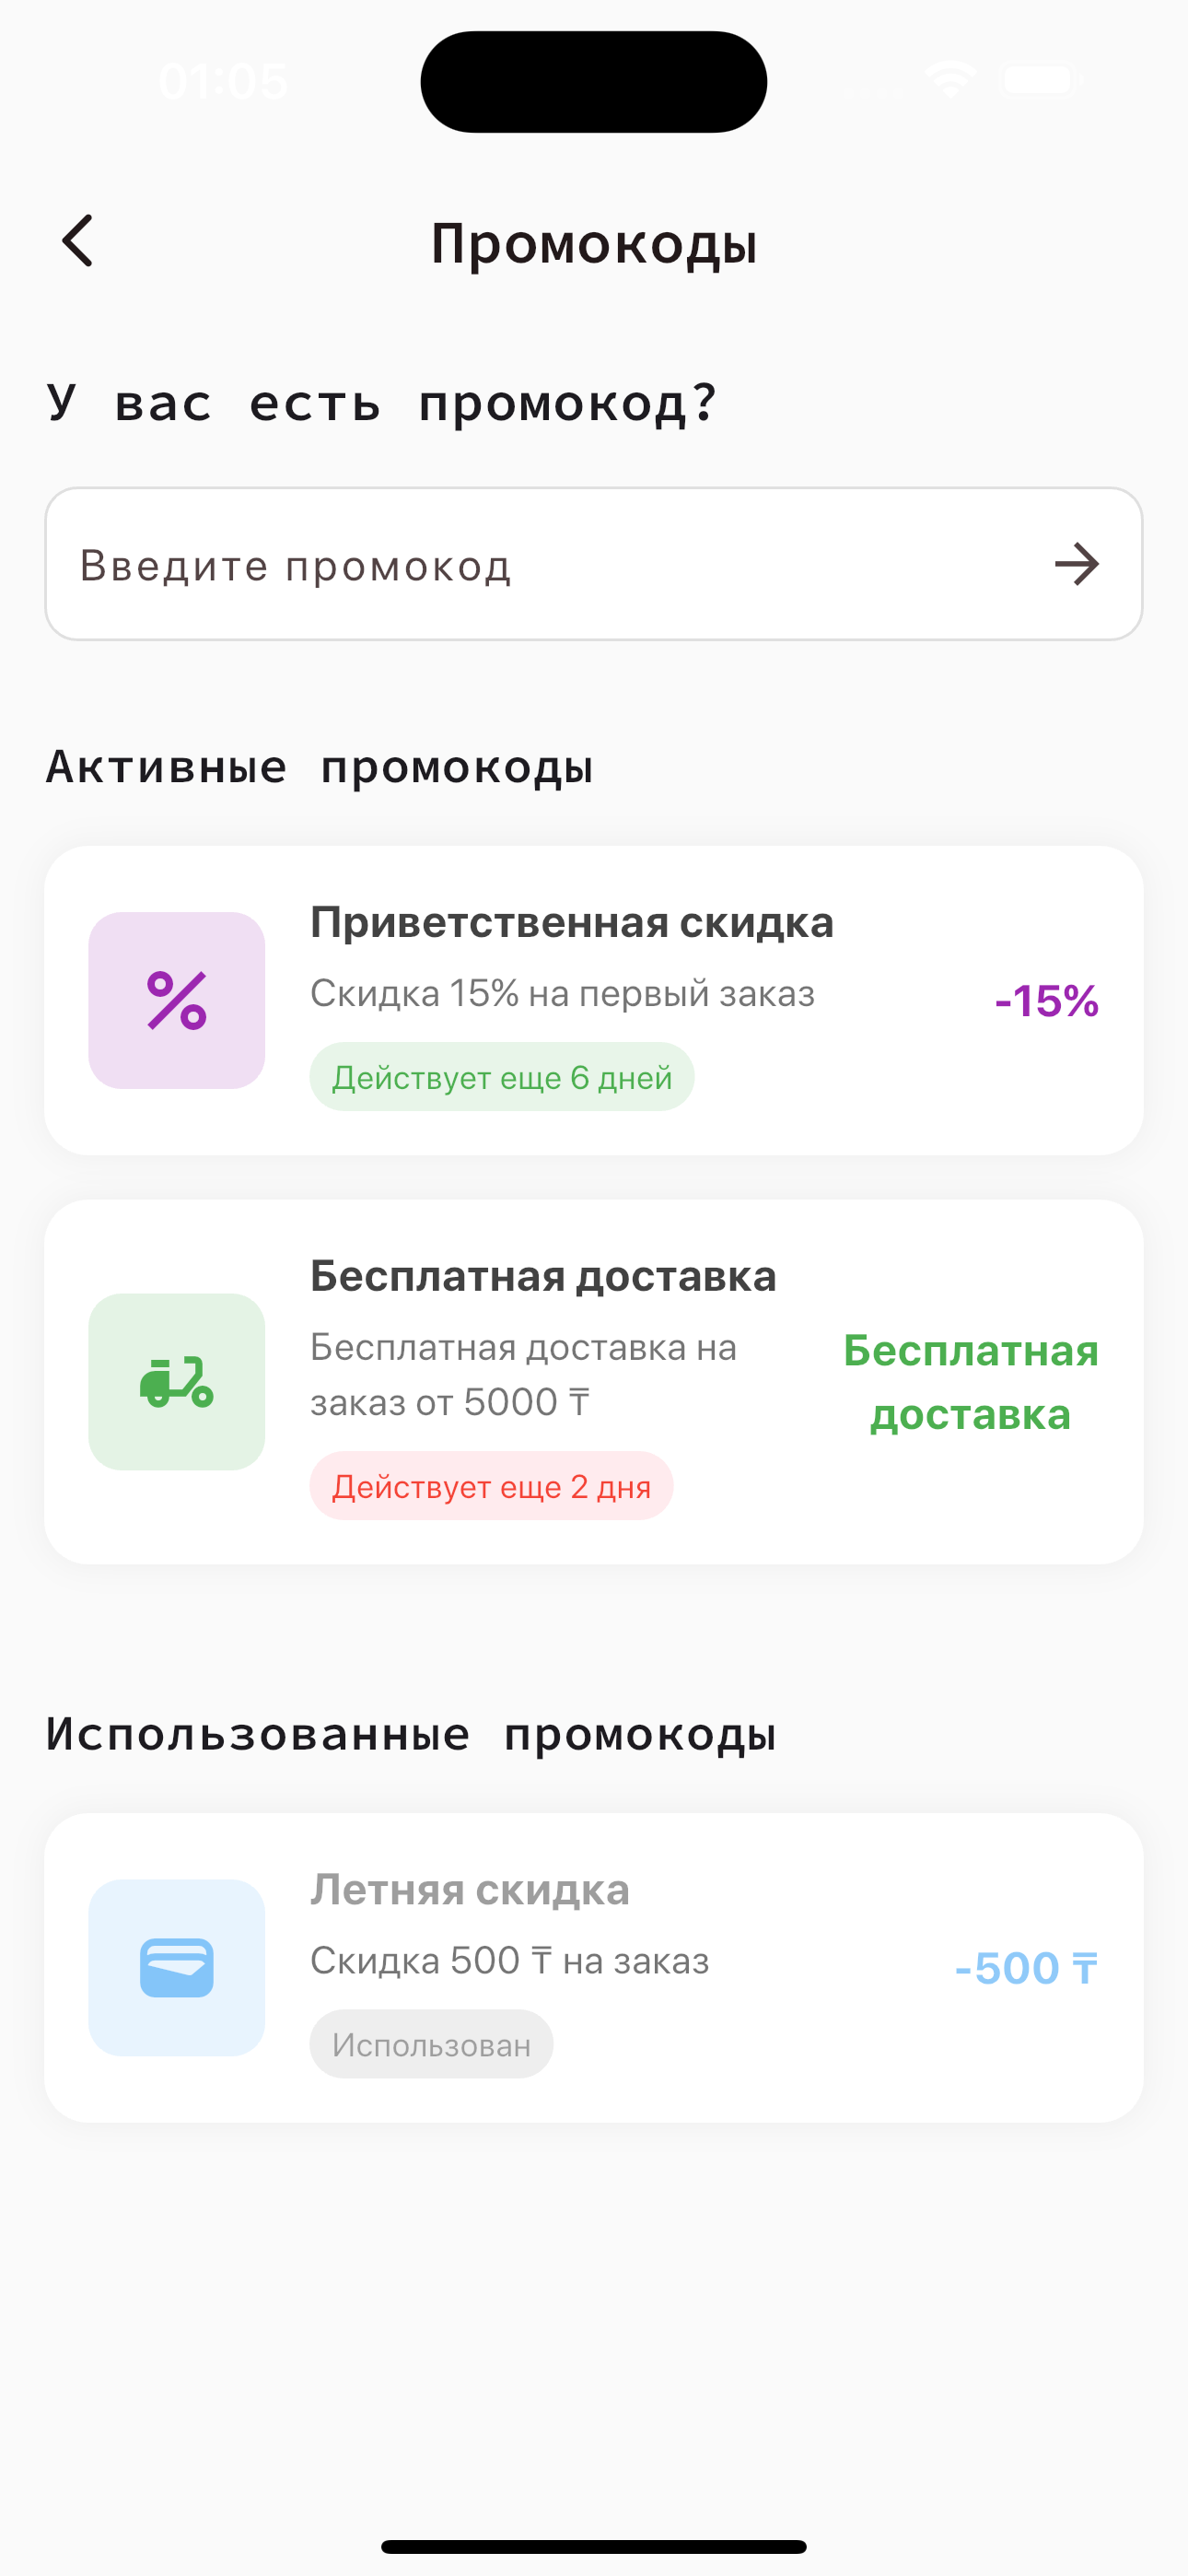 01:05
Промокоды
У вас есть промокод?
Введите промокод
Активные промокоды
Приветственная скидка
Скидка 15% на первый заказ
-15%
Действует еще 6 дней
Бесплатная доставка
Бесплатная доставка на
заказ от 5000 ₸
Бесплатная
доставка
Действует еще 2 дня
Использованные промокоды
Летняя скидка
Скидка 500 ₸ на заказ
-500 ₸
Использован